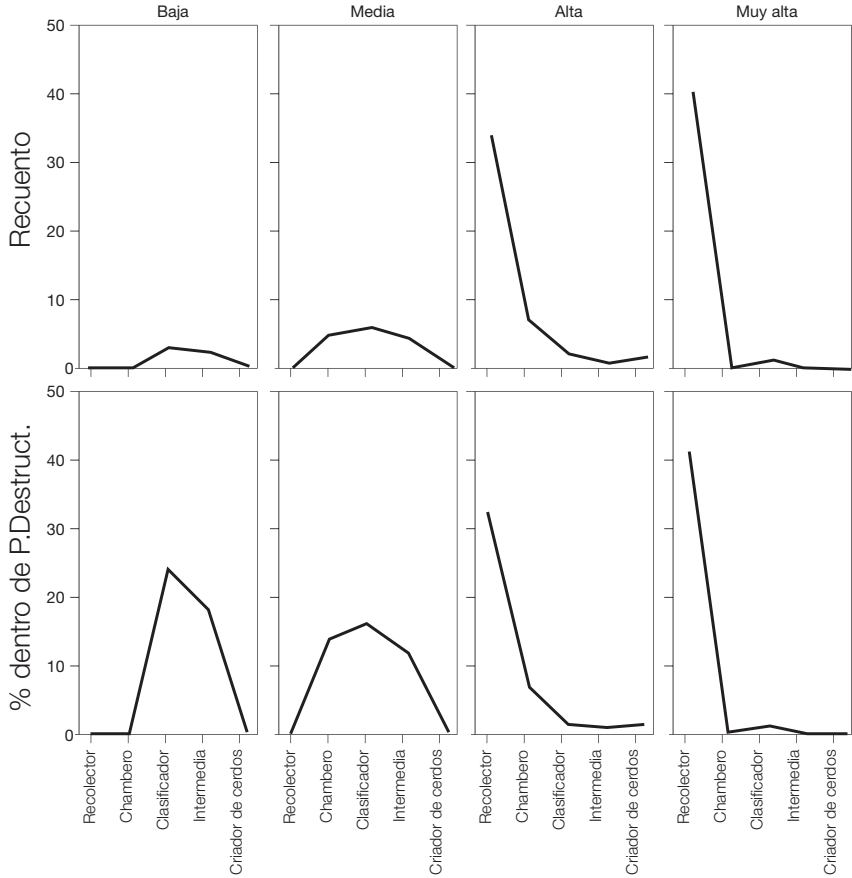 Baja Media Alta Muy alta
Recuento
50
40
30
20
10
0
% dentro de P.Destruct.
50
40
30
20
10
0
Recolector
Chambero
Clasificador
Intermedia
Criador de cerdos
Recolector
Chambero
Clasificador
Intermedia
Criador de cerdos
Recolector
Chambero
Clasificador
Intermedia
Criador de cerdos
Recolector
Chambero
Clasificador
Intermedia
Criador de cerdos